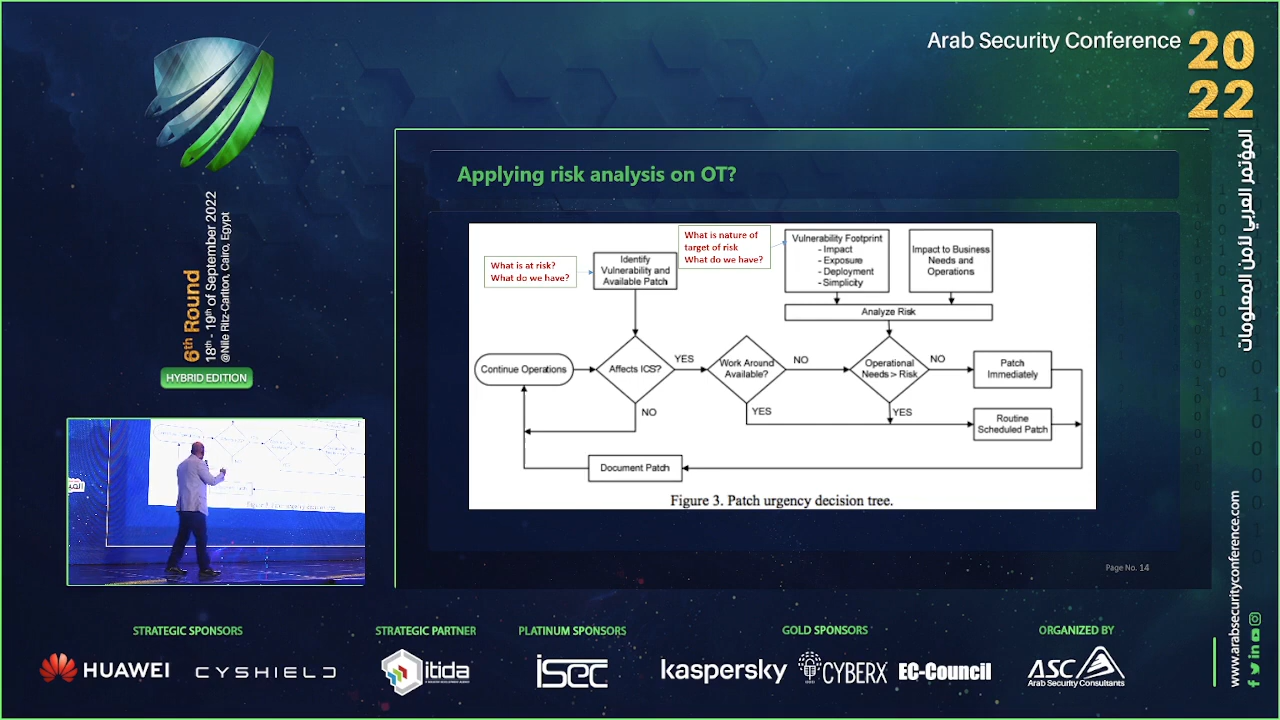 Arab Security Conference
20
22
المؤتمر العربي لأمن المعلومات
6th Round
18th - 19th of September 2022
@Nile Ritz-Carlton, Cairo, Egypt
HYBRID EDITION
Applying risk analysis on OT?
What is at risk?
What do we have?
Identify
Vulnerability and
Available Patch
What is nature of
target of risk
What do we have?
Vulnerability Footprint
- Impact
- Exposure
- Deployment
- Simplicity
Impact to Business
Needs and
Operations
Analyze Risk
Continue Operations
Affects ICS?
YES
NO
Work Around
Available?
NO
YES
Operational
Needs > Risk
NO
YES
Patch
Immediately
Routine
Scheduled Patch
Document Patch
Figure 3. Patch urgency decision tree.
Page No. 14
www.arabsecurityconference.com
STRATEGIC SPONSORS
HUAWEI
CYSHIELD
STRATEGIC PARTNER
itida
PLATINUM SPONSORS
isec
GOLD SPONSORS
kaspersky
CYBERX
EC-Council
ORGANIZED BY
ASC
Arab Security Consultants